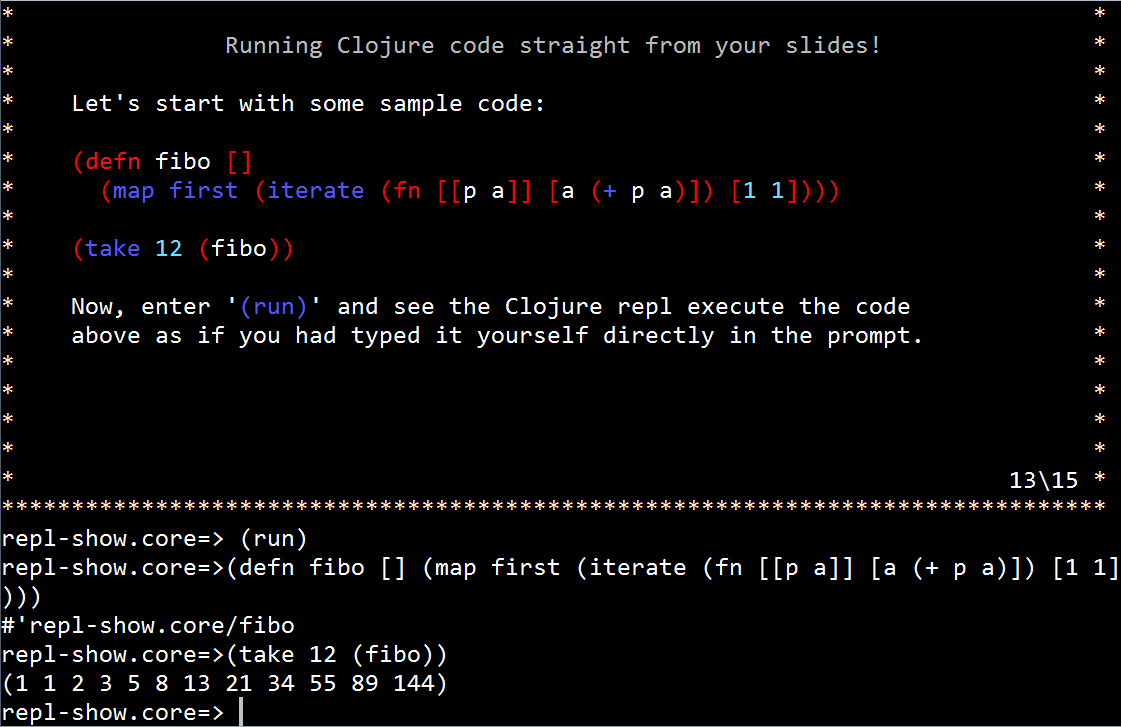 *                                                                              *
*               Running Clojure code straight from your slides!               *
*                                                                              *
*    Let's start with some sample code:                                       *
*                                                                              *
*    (defn fibo []                                                             *
*      (map first (iterate (fn [[p a]] [a (+ p a)]) [1 1])))                  *
*                                                                              *
*    (take 12 (fibo))                                                          *
*                                                                              *
*    Now, enter '(run)' and see the Clojure repl execute the code             *
*    above as if you had typed it yourself directly in the prompt.            *
*                                                                              *
*                                                                              *
*                                                                              *
*                                                                              *
*                                                                       13\15 *
*******************************************************************************
repl-show.core=> (run)
repl-show.core=>(defn fibo [] (map first (iterate (fn [[p a]] [a (+ p a)]) [1 1]
)))
#'repl-show.core/fibo
repl-show.core=>(take 12 (fibo))
(1 1 2 3 5 8 13 21 34 55 89 144)
repl-show.core=>